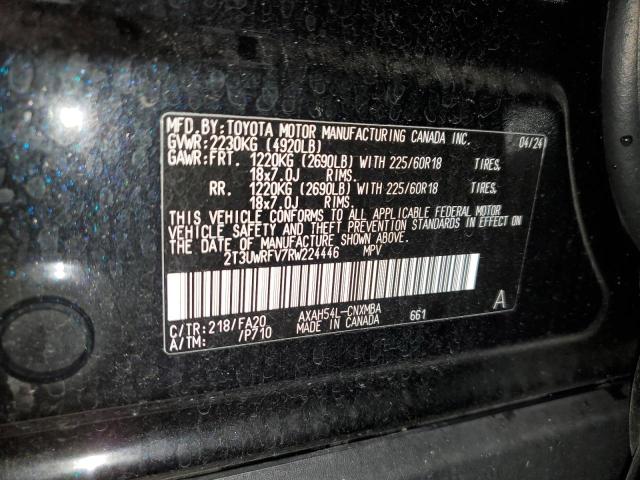 MFD.BY:TOYOTA MOTOR MANUFACTURING CANADA INC. 04/24
GVWR:2230KG (4920LB)
GAWR:FRT. 1220KG (2690LB) WITH 225/60R18 TIRES,
18x7.0J RIMS.
RR. 1220KG (2690LB) WITH 225/60R18 TIRES,
18x7.0J RIMS.
THIS VEHICLE CONFORMS TO ALL APPLICABLE FEDERAL MOTOR
VEHICLE SAFETY AND THEFT PREVENTION STANDARDS IN EFFECT ON
THE DATE OF MANUFACTURE SHOWN ABOVE.
2T3UWRFV7RW224446 MPV
C/TR:218/FA20 AXAH54L-CNXMBA 661 A
A/TM: /P710 MADE IN CANADA